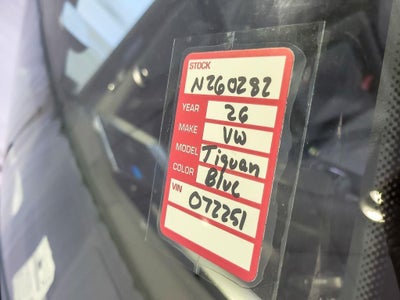 STOCK
N260282
YEAR 26
MAKE VW
MODEL Tiguan
COLOR Blue
VIN 072251